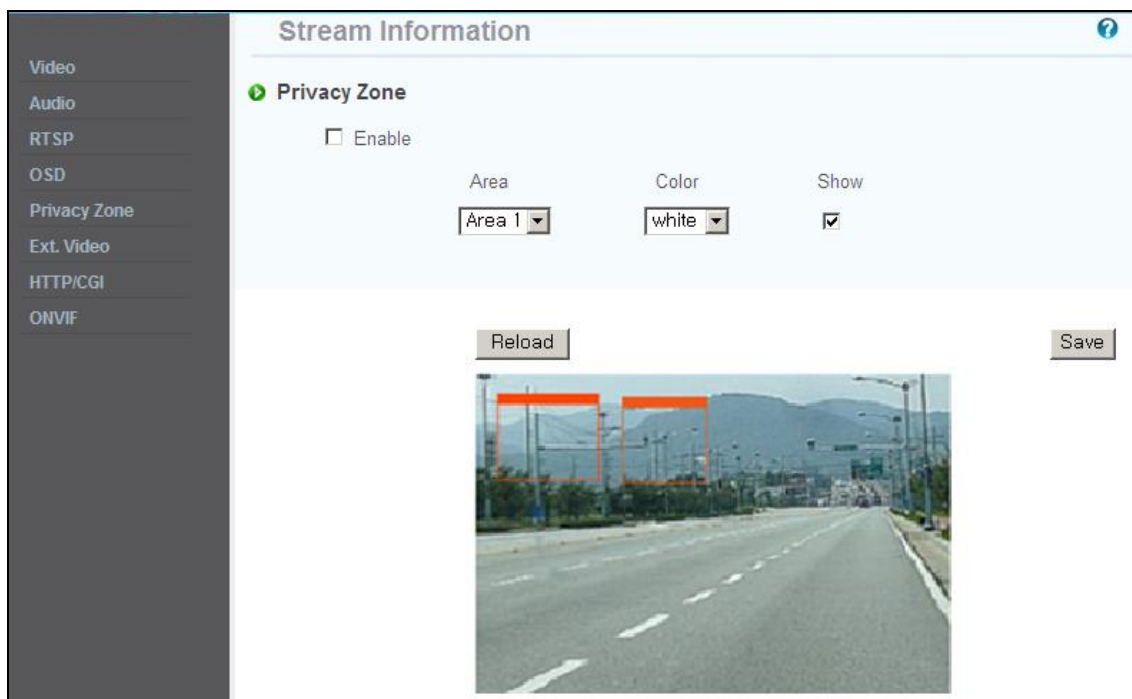 Stream Information
?
Video
Audio
RTSP
OSD
Privacy Zone
Ext. Video
HTTP/CGI
ONVIF
Privacy Zone
Enable
Area Color Show
Area 1 white
Reload Save